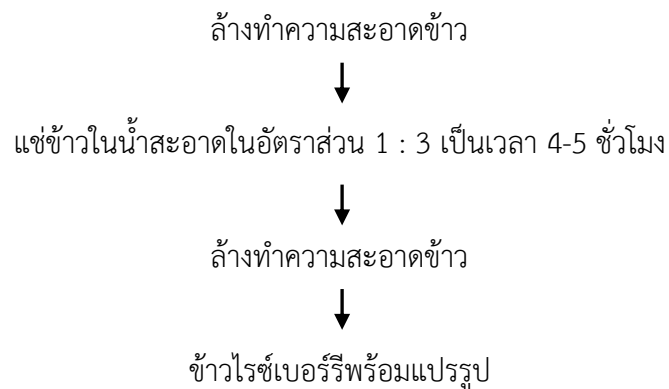 ล้างทำความสะอาดข้าว
แช่ข้าวในน้ำสะอาดในอัตราส่วน 1 : 3 เป็นเวลา 4-5 ชั่วโมง
ล้างทำความสะอาดข้าว
ข้าวไรซ์เบอร์รีพร้อมแปรรูป